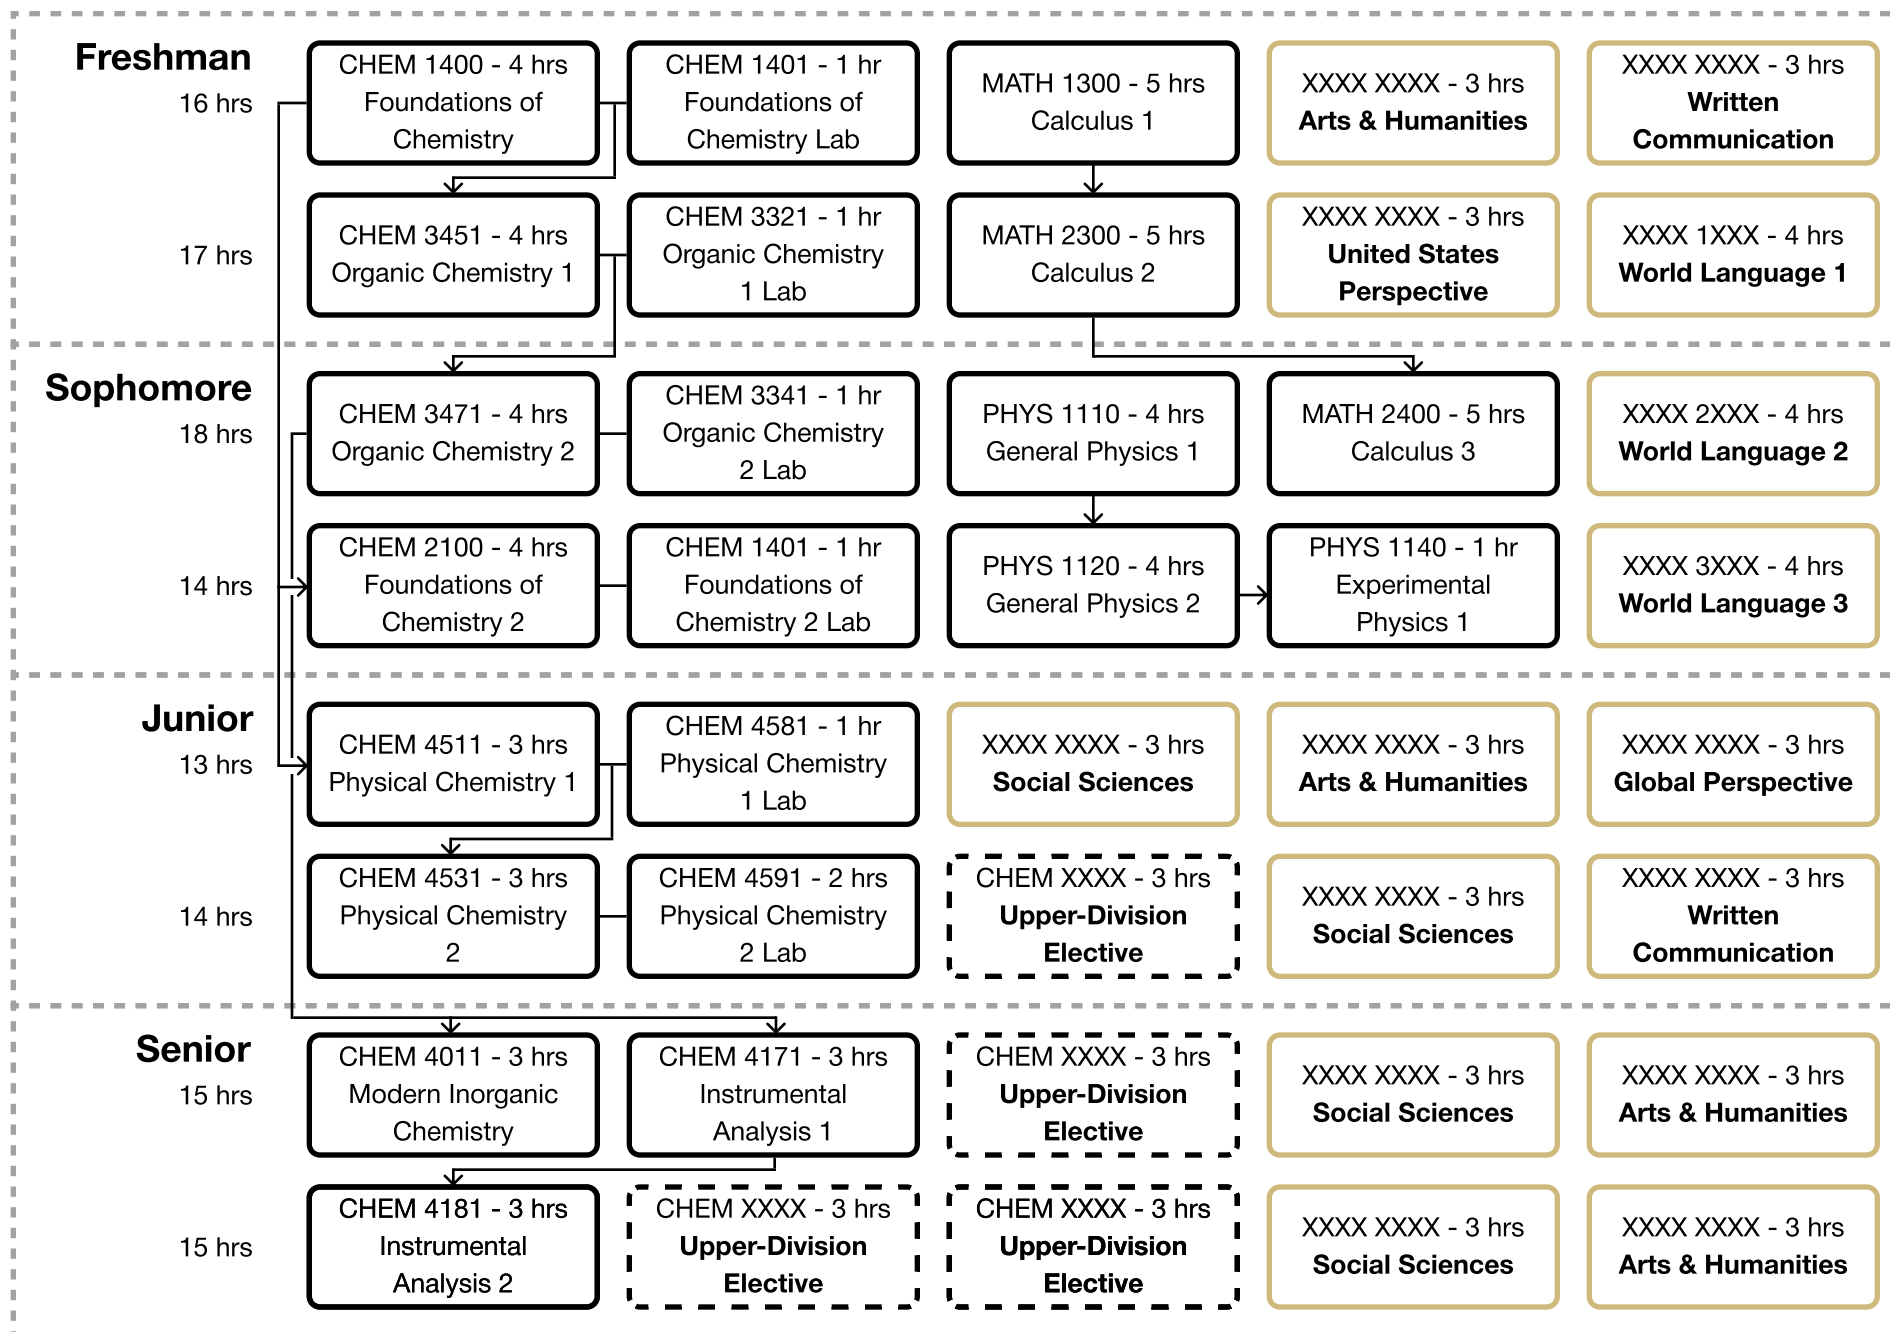 Freshman
16 hrs
CHEM 1400 - 4 hrs
Foundations of
Chemistry
CHEM 1401 - 1 hr
Foundations of
Chemistry Lab
MATH 1300 - 5 hrs
Calculus 1
XXXX XXXX - 3 hrs
Arts & Humanities
XXXX XXXX - 3 hrs
Written
Communication
17 hrs
CHEM 3451 - 4 hrs
Organic Chemistry 1
CHEM 3321 - 1 hr
Organic Chemistry
1 Lab
MATH 2300 - 5 hrs
Calculus 2
XXXX XXXX - 3 hrs
United States
Perspective
XXXX 1XXX - 4 hrs
World Language 1
Sophomore
18 hrs
CHEM 3471 - 4 hrs
Organic Chemistry 2
CHEM 3341 - 1 hr
Organic Chemistry
2 Lab
PHYS 1110 - 4 hrs
General Physics 1
MATH 2400 - 5 hrs
Calculus 3
XXXX 2XXX - 4 hrs
World Language 2
14 hrs
CHEM 2100 - 4 hrs
Foundations of
Chemistry 2
CHEM 1401 - 1 hr
Foundations of
Chemistry 2 Lab
PHYS 1120 - 4 hrs
General Physics 2
PHYS 1140 - 1 hr
Experimental
Physics 1
XXXX 3XXX - 4 hrs
World Language 3
Junior
13 hrs
CHEM 4511 - 3 hrs
Physical Chemistry 1
CHEM 4581 - 1 hr
Physical Chemistry
1 Lab
XXXX XXXX - 3 hrs
Social Sciences
XXXX XXXX - 3 hrs
Arts & Humanities
XXXX XXXX - 3 hrs
Global Perspective
14 hrs
CHEM 4531 - 3 hrs
Physical Chemistry
2
CHEM 4591 - 2 hrs
Physical Chemistry
2 Lab
CHEM XXXX - 3 hrs
Upper-Division
Elective
XXXX XXXX - 3 hrs
Social Sciences
XXXX XXXX - 3 hrs
Written
Communication
Senior
15 hrs
CHEM 4011 - 3 hrs
Modern Inorganic
Chemistry
CHEM 4171 - 3 hrs
Instrumental
Analysis 1
CHEM XXXX - 3 hrs
Upper-Division
Elective
XXXX XXXX - 3 hrs
Social Sciences
XXXX XXXX - 3 hrs
Arts & Humanities
15 hrs
CHEM 4181 - 3 hrs
Instrumental
Analysis 2
CHEM XXXX - 3 hrs
Upper-Division
Elective
CHEM XXXX - 3 hrs
Upper-Division
Elective
XXXX XXXX - 3 hrs
Social Sciences
XXXX XXXX - 3 hrs
Arts & Humanities